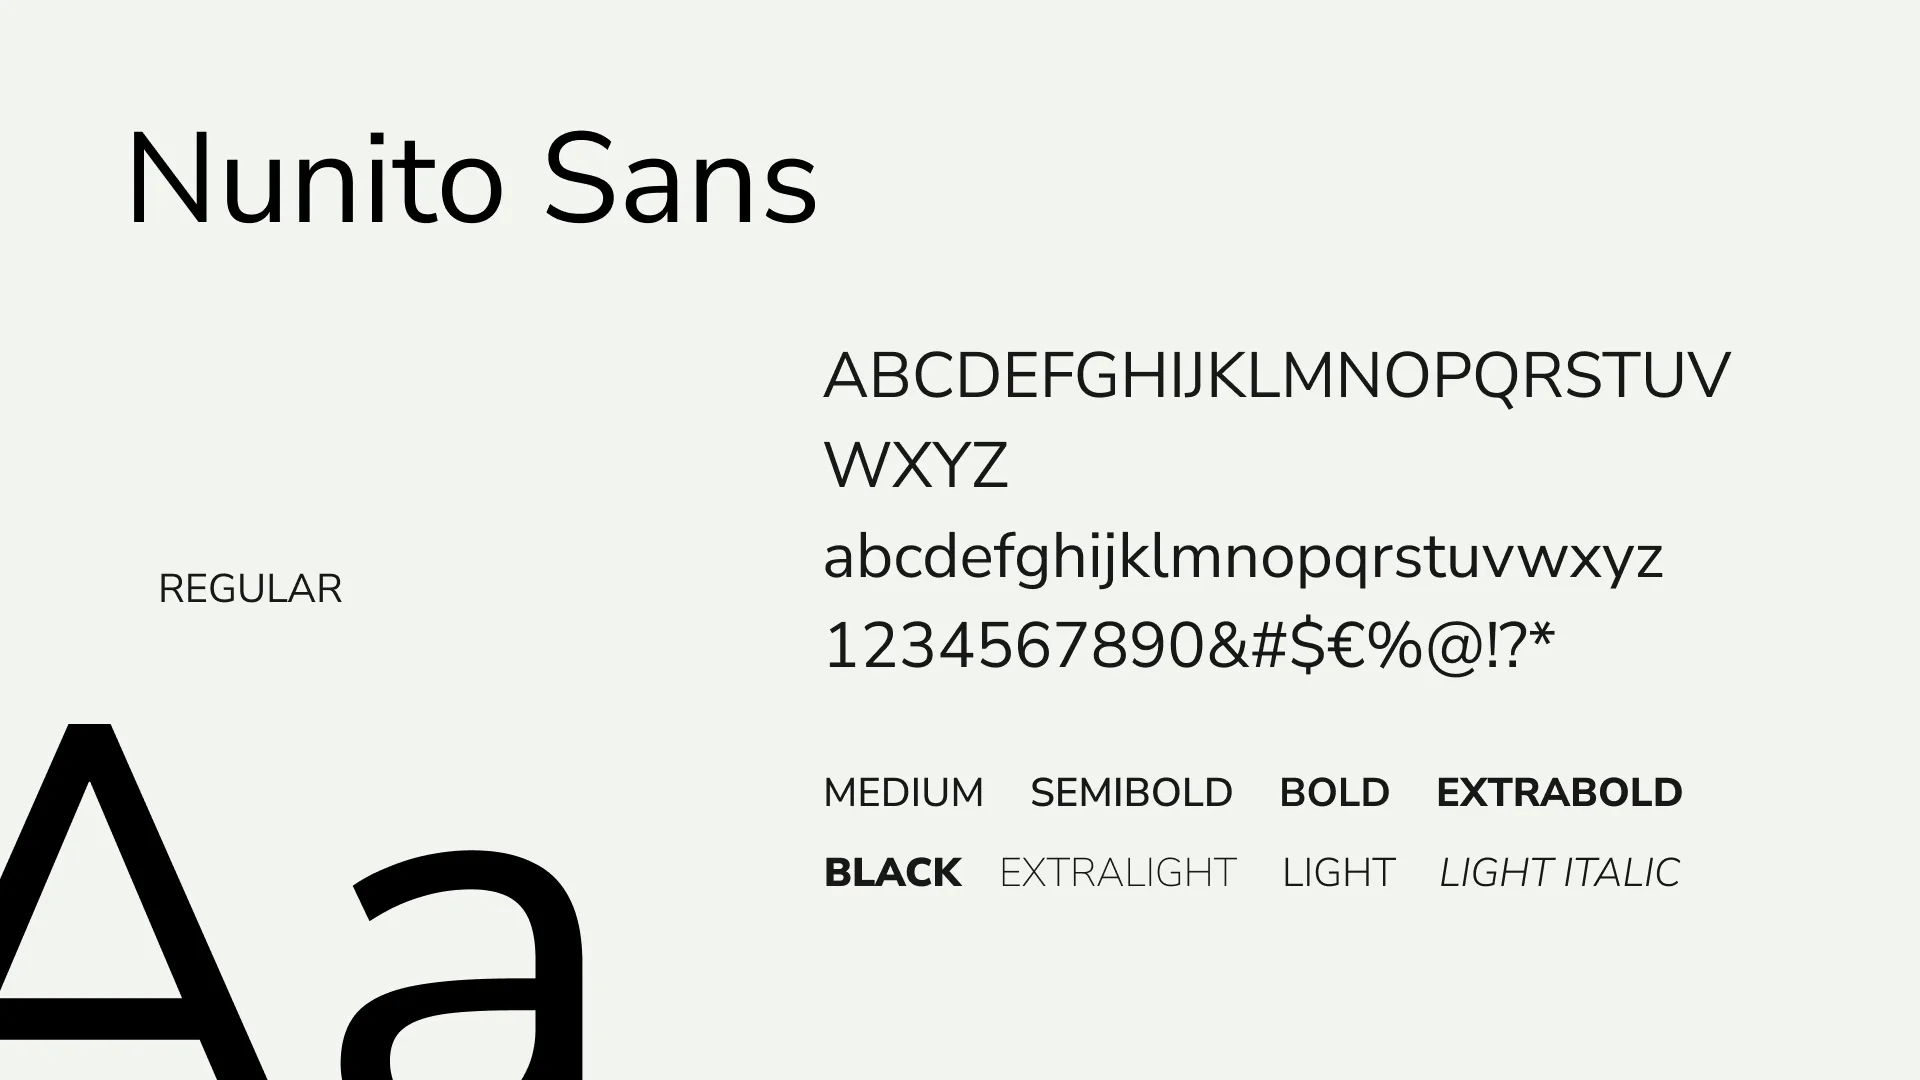 Nunito Sans
ABCDEFGHIJKLMNOPQRSTUV
WXYZ
abcdefghijklmnopqrstuvwxyz
1234567890&#$€%@!?*
REGULAR
Aa
MEDIUM SEMIBOLD BOLD EXTRABOLD
BLACK EXTRALIGHT LIGHT LIGHT ITALIC